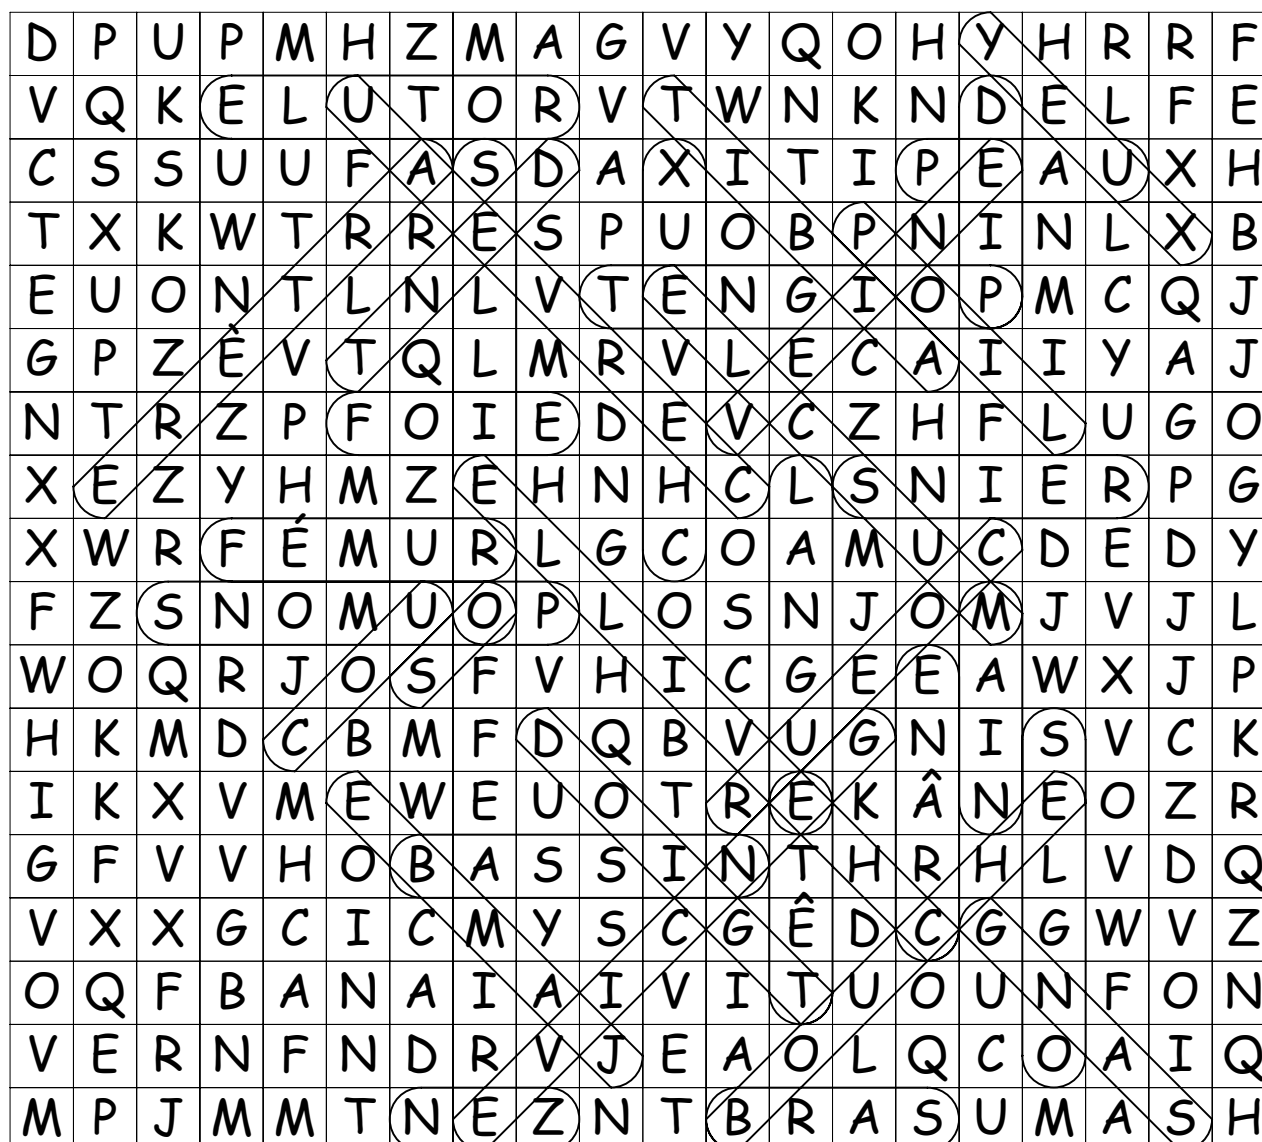 D P U P M H Z M A G V Y Q O H Y H R R F
V Q K E L U T O R V T W N K N D E L F E
C S S U U F A S D A X I T I P E A U X H
T X K W T R R E S P U O B P N I N L X B
E U O N T L N L V T E N G I O P M C Q J
G P Z È V T Q L M R V L E C A I I Y A J
N T R Z P F O I E D E V C Z H F L U G O
X E Z Y H M Z E H N H C L S N I E R P G
X W R F É M U R L G C O A M U C D E D Y
F Z S N O M U O P L O S N J O M J V J L
W O Q R J O S F V H I C G E E A W X J P
H K M D C B M F D Q B V U G N I S V C K
I K X V M E W E U O T R E K Â N E O Z R
G F V V H O B A S S I N T H R H L V D Q
V X X G C I C M Y S C G Ê D C G G W V Z
O Q F B A N A I A I V I T U O U N F O N
V E R N F N D R V J E A O L Q C O A I Q
M P J M M T N E Z N T B R A S U M A S H